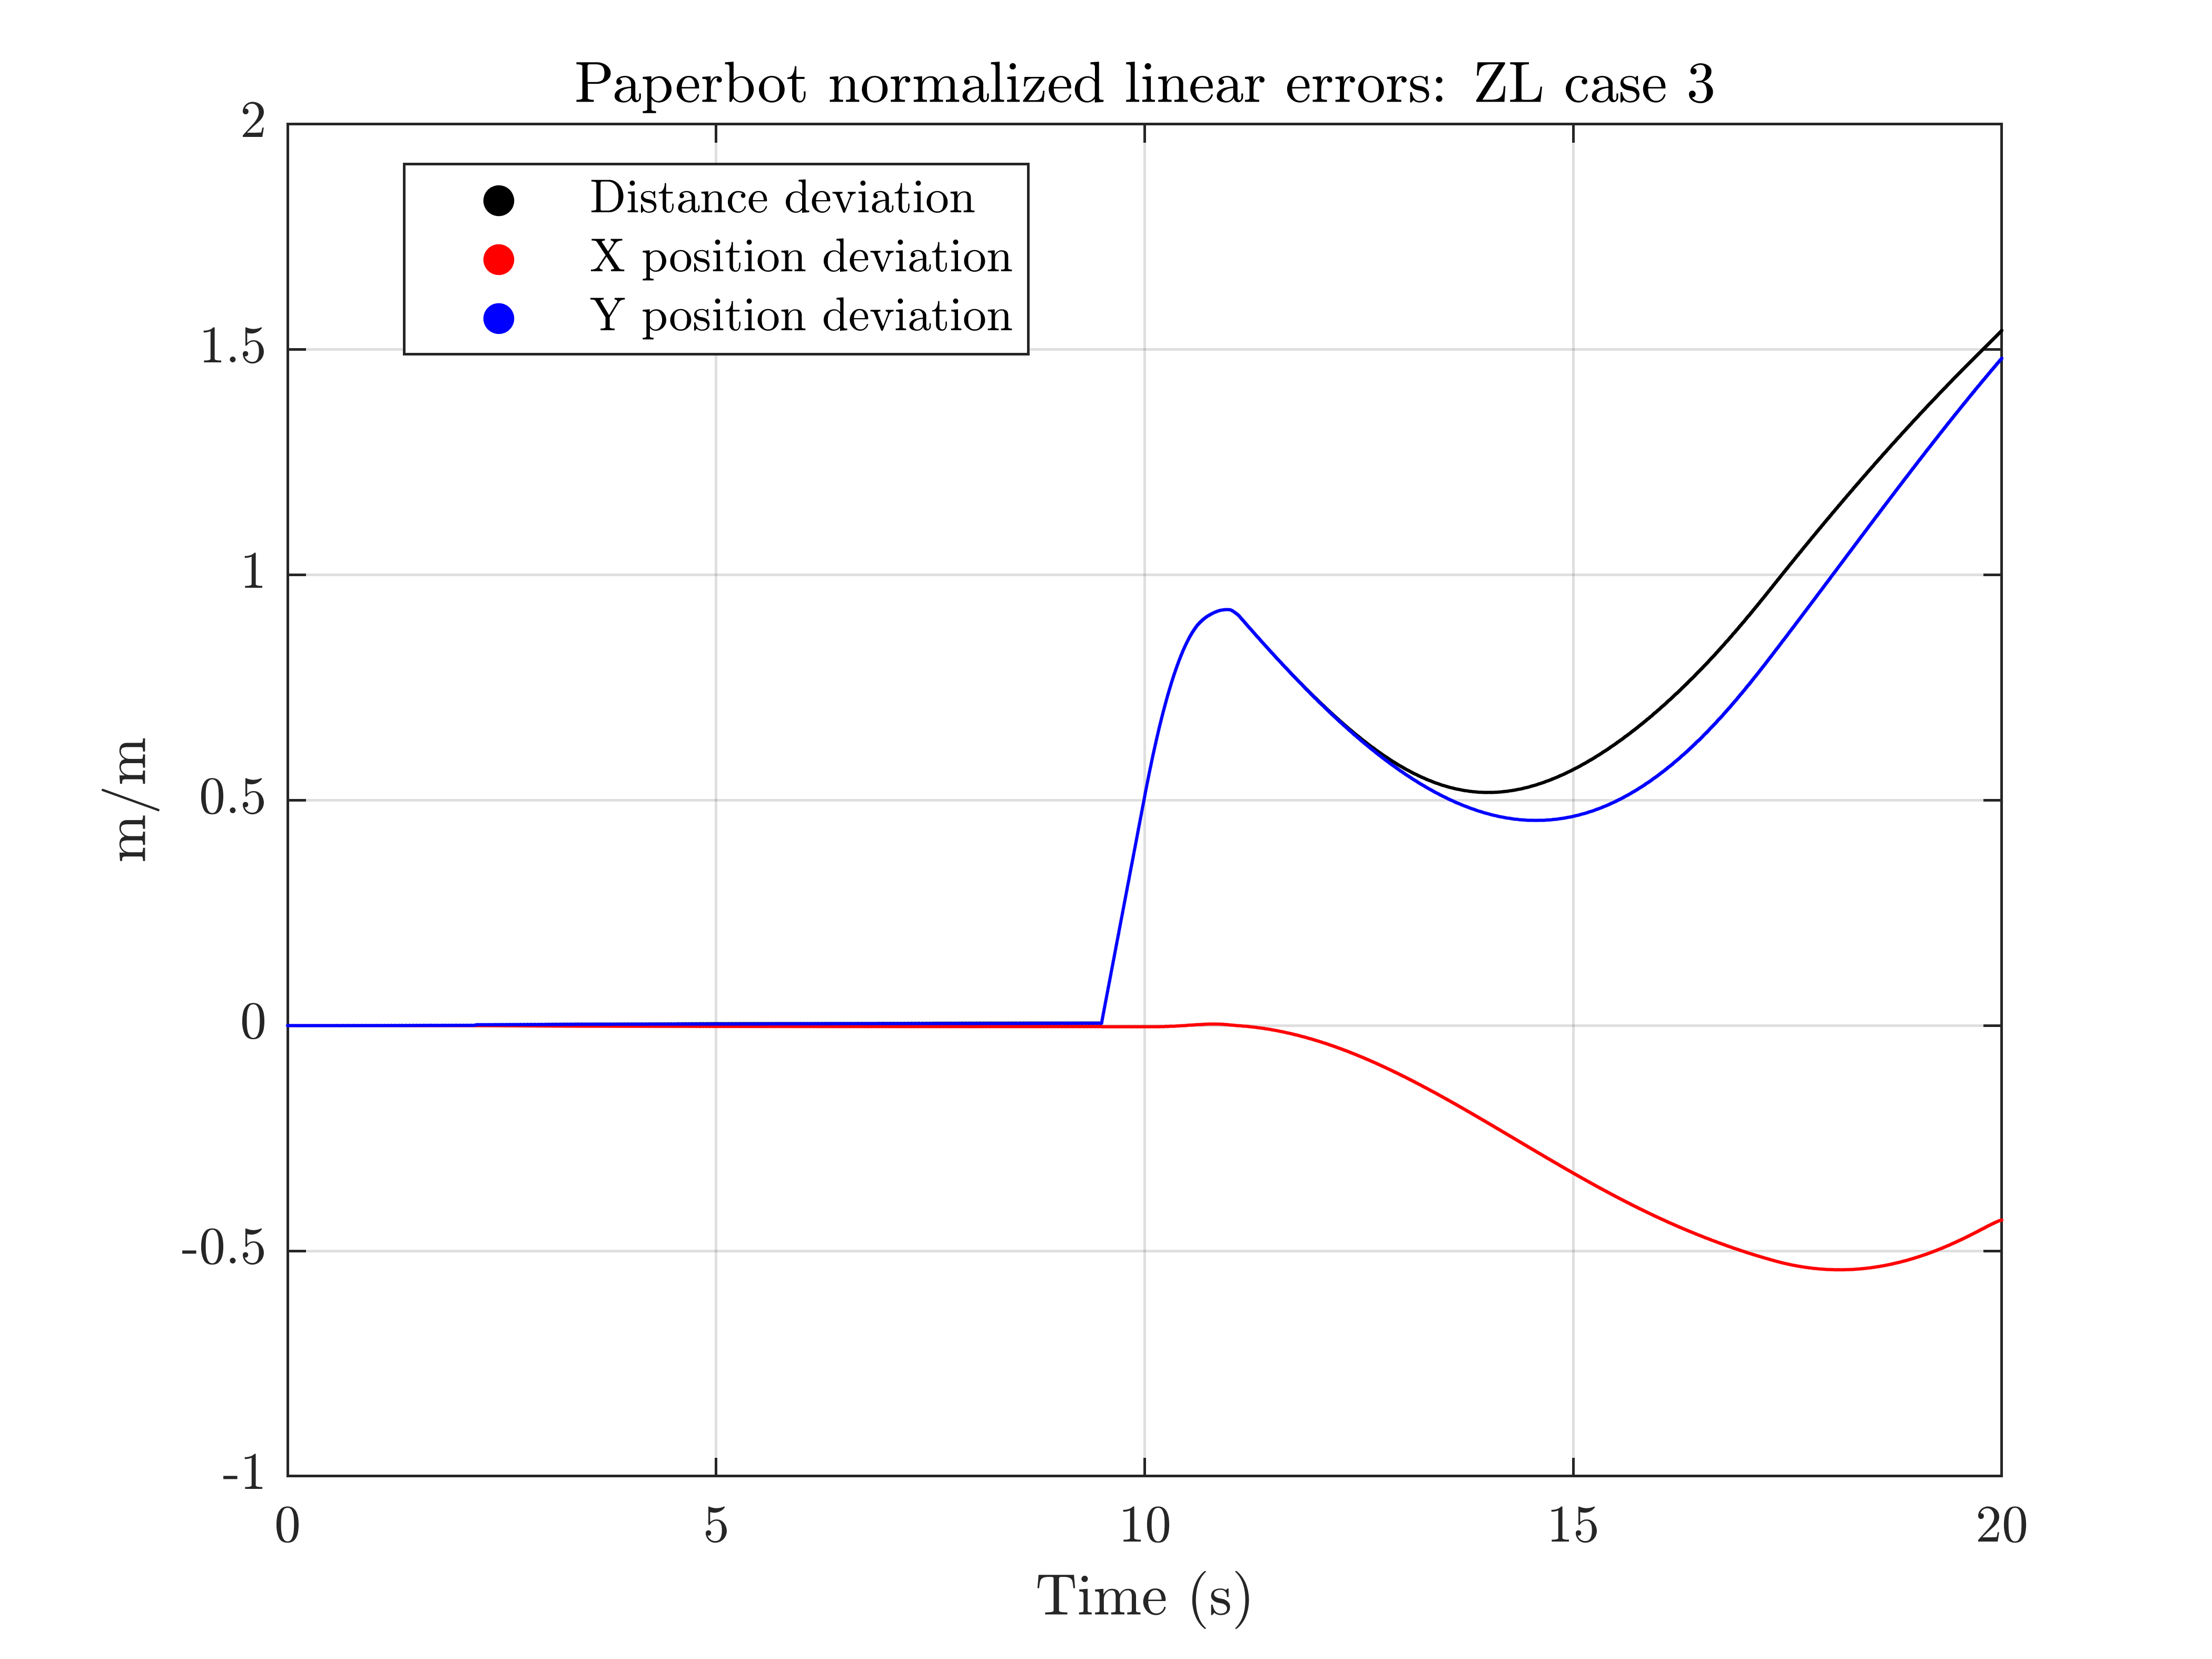 Paperbot normalized linear errors: ZL case 3
Distance deviation
X position deviation
Y position deviation
2
1.5
1
0.5
0
-0.5
-1
m/m
0 5 10 15 20
Time (s)